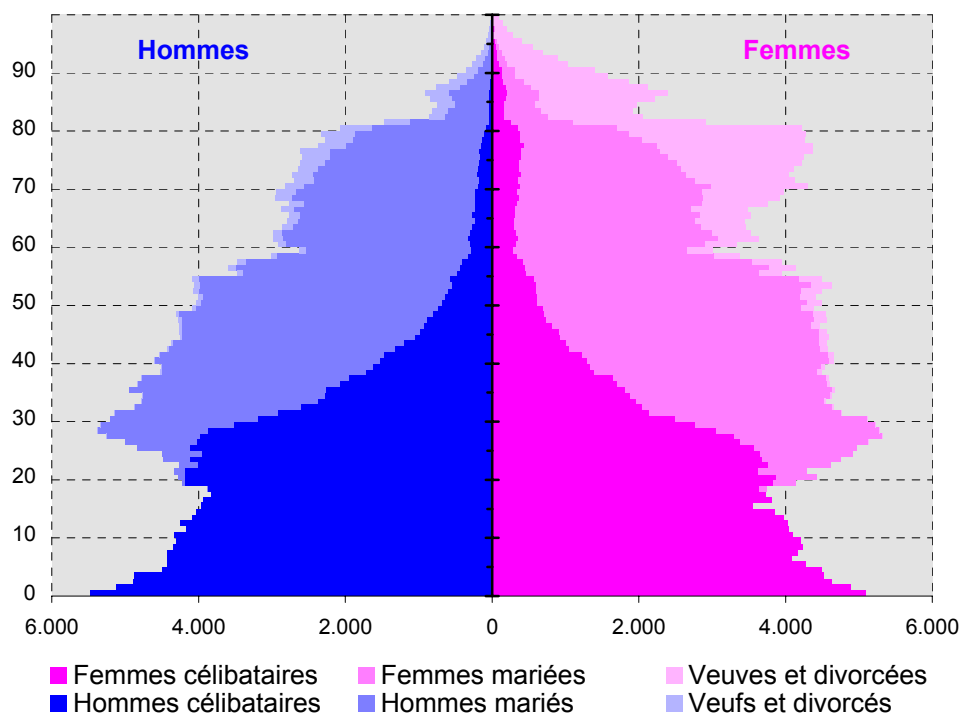 Hommes Femmes
90
80
70
60
50
40
30
20
10
0
6.000 4.000 2.000 0 2.000 4.000 6.000
Femmes célibataires Femmes mariées Veuves et divorcées
Hommes célibataires Hommes mariés Veufs et divorcés